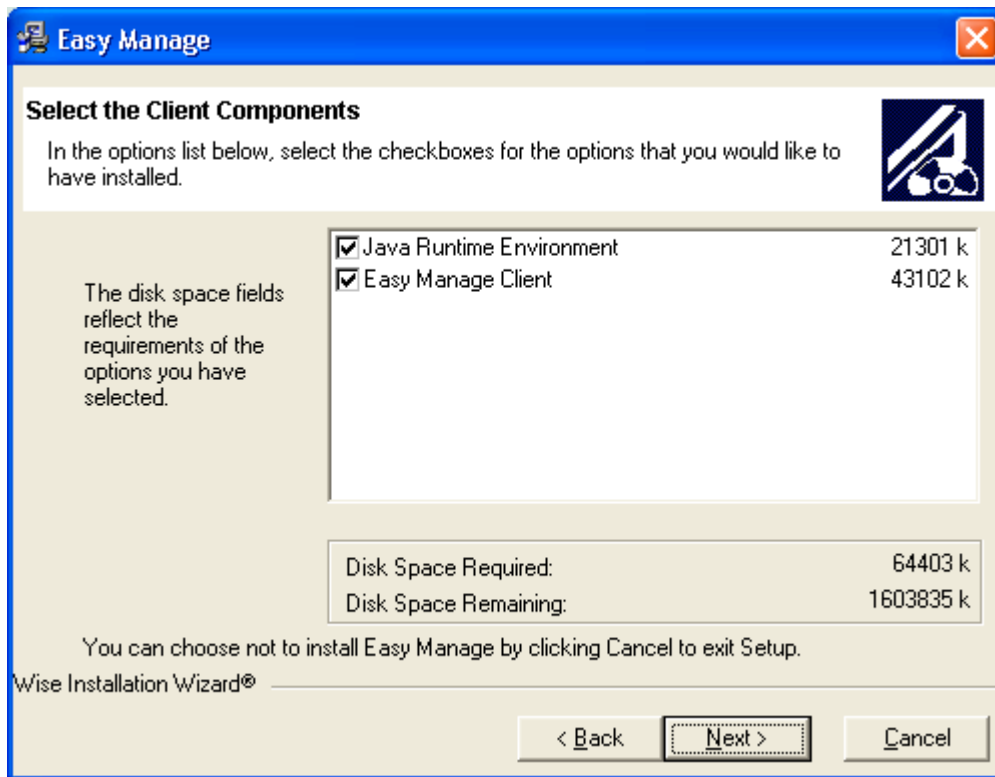 Easy Manage
Select the Client Components
In the options list below, select the checkboxes for the options that you would like to
have installed.
Java Runtime Environment 21301 k
Easy Manage Client 43102 k
The disk space fields
reflect the
requirements of the
options you have
selected.
Disk Space Required: 64403 k
Disk Space Remaining: 1603835 k
You can choose not to install Easy Manage by clicking Cancel to exit Setup.
Wise Installation Wizard®
< Back Next > Cancel